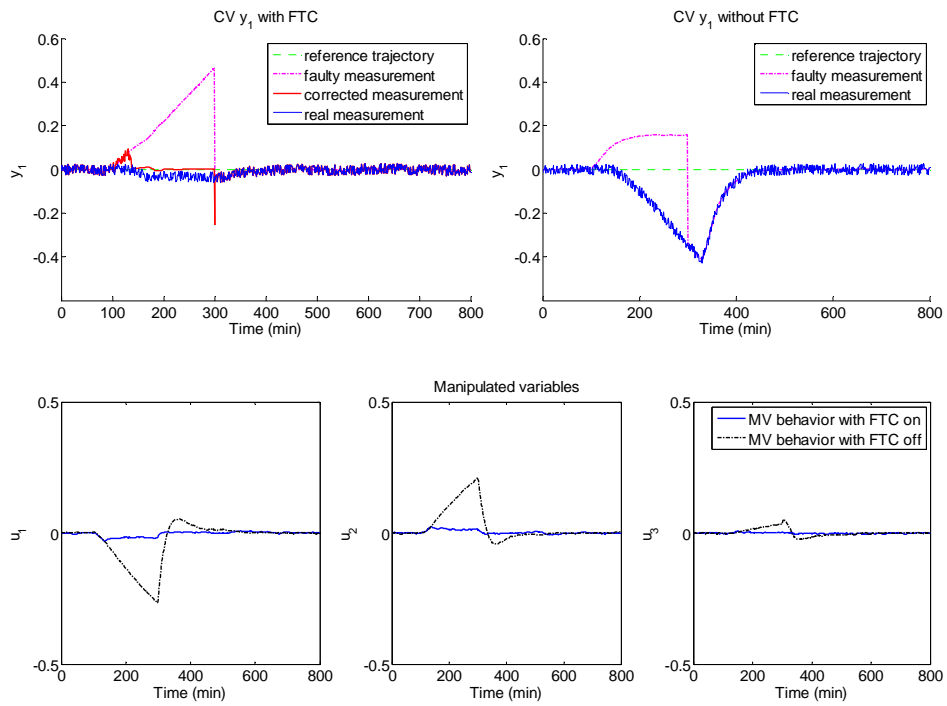 CV y1 with FTC
0.6
0.4
0.2
0
-0.2
-0.4
y1
0 100 200 300 400 500 600 700 800
Time (min)
reference trajectory
faulty measurement
corrected measurement
real measurement
CV y1 without FTC
0.6
0.4
0.2
0
-0.2
-0.4
y1
0 200 400 600 800
Time (min)
reference trajectory
faulty measurement
real measurement
Manipulated variables
0.5
0
-0.5
u1
0 200 400 600 800
Time (min)
0.5
0
-0.5
u2
0 200 400 600 800
Time (min)
0.5
0
-0.5
u3
0 200 400 600 800
Time (min)
MV behavior with FTC on
MV behavior with FTC off